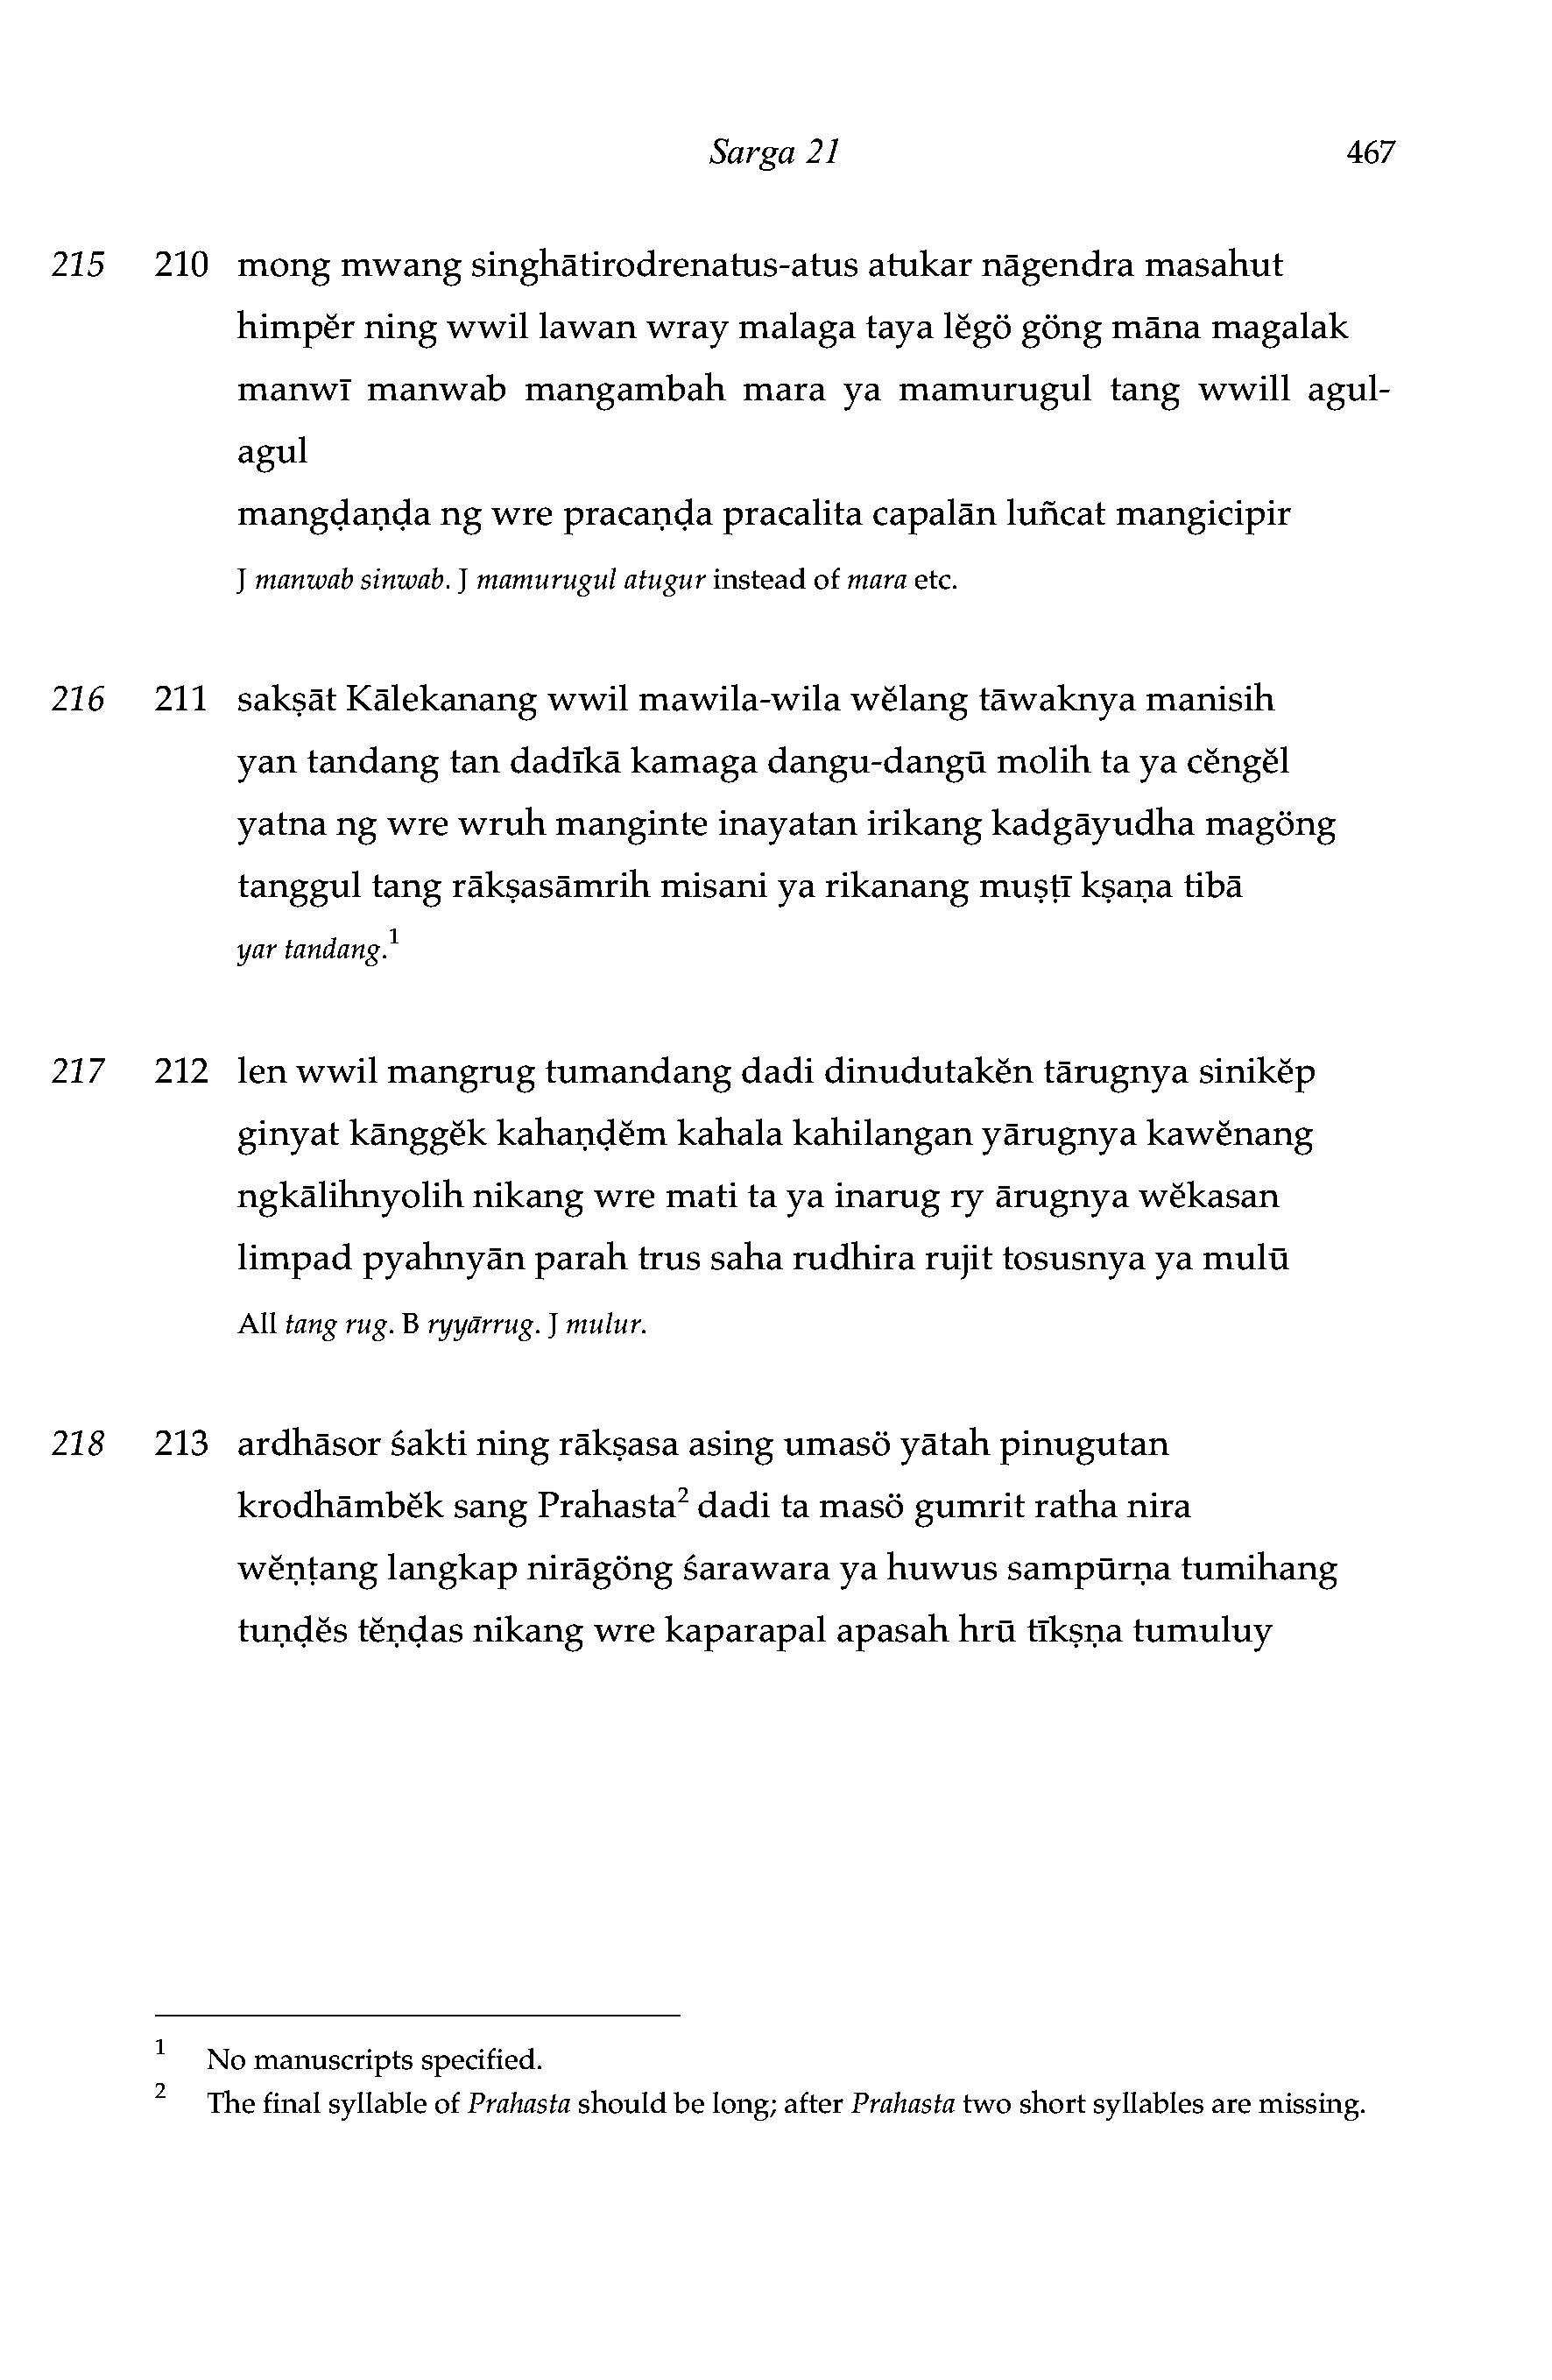 Sarga 21 467
215 210 mong mwang singhātirodrenatus-atus atukar nāgendra masahut
himpĕr ning wwil lawan wray malaga taya lĕgö göng māna magalak
manwī manwab mangambah mara ya mamurugul tang wwill agul-
agul
mangḍaṇḍa ng wre pracaṇḍa pracalita capalān luñcat mangicipir
J manwab sinwab. J mamurugul atugur instead of mara etc.
216 211 sakṣāt Kālekanang wwil mawila-wila wĕlang tāwaknya manisih
yan tandang tan dadīkā kamaga dangu-dangū molih ta ya cĕngĕl
yatna ng wre wruh manginte inayatan irikang kadgāyudha magöng
tanggul tang rākṣasāmrih misani ya rikanang muṣṭī kṣaṇa tibā
yar tandang.¹
217 212 len wwil mangrug tumandang dadi dinudutakĕn tārugnya sinikĕp
ginyat kānggĕk kahaṇḍĕm kahala kahilangan yārugnya kawĕnang
ngkālihnyolih nikang wre mati ta ya inarug ry ārugnya wĕkasan
limpad pyahnyān parah trus saha rudhira rujit tosusnya ya mulū
All tang rug. B ryyārrug. J mulur.
218 213 ardhāsor śakti ning rākṣasa asing umasö yātah pinugutan
krodhāmbĕk sang Prahasta² dadi ta masö gumrit ratha nira
wĕṇṭang langkap nirāgöng śarawara ya huwus sampūrṇa tumihang
tuṇḍĕs tĕṇḍas nikang wre kaparapal apasah hrū tīkṣṇa tumuluy
¹ No manuscripts specified.
² The final syllable of Prahasta should be long; after Prahasta two short syllables are missing.